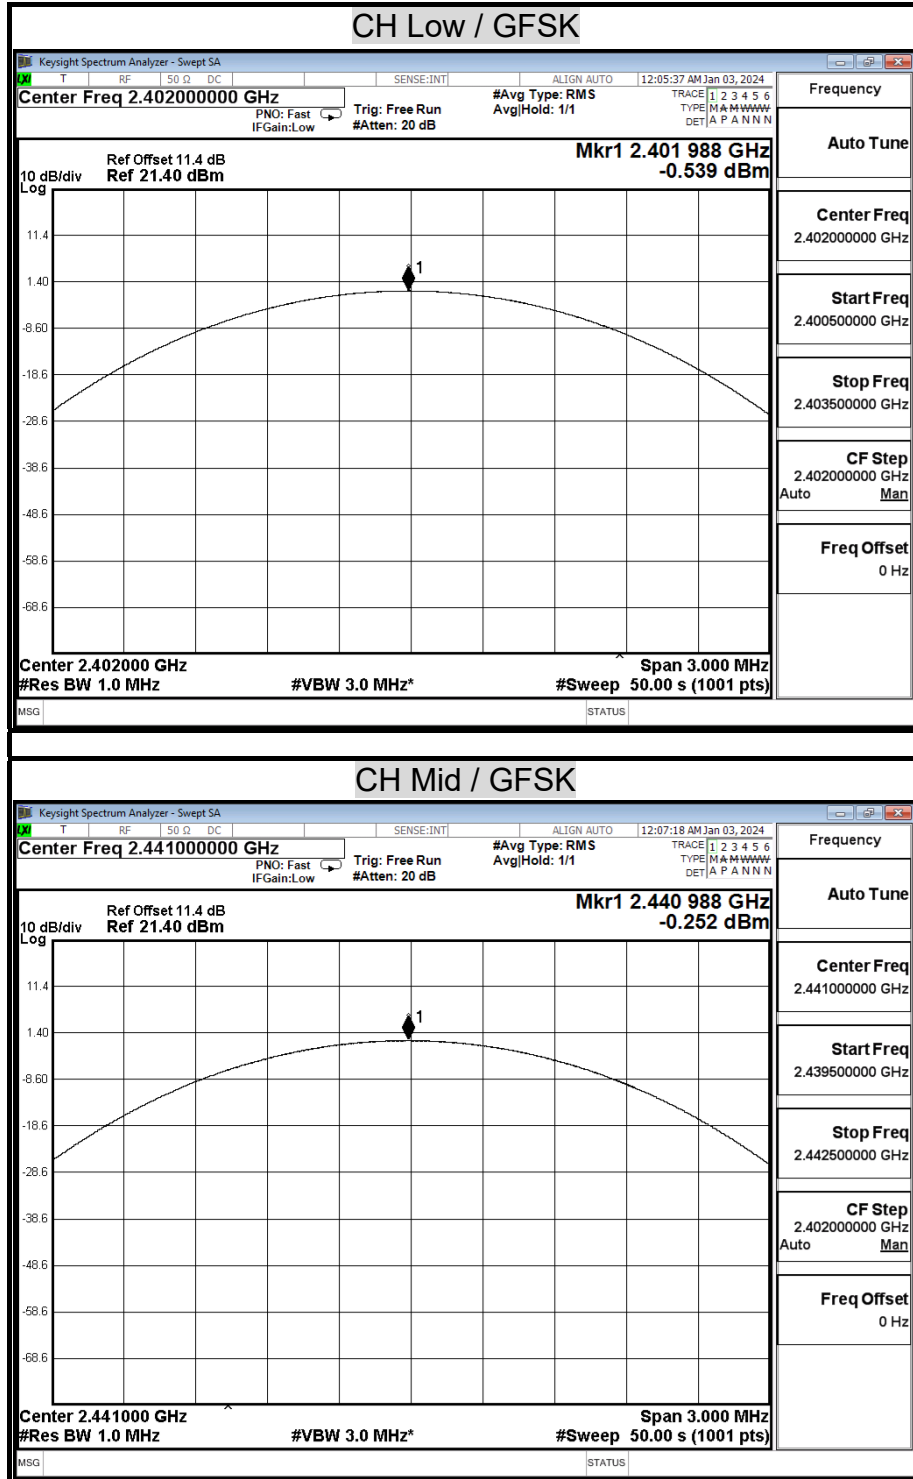 CH Low / GFSK
Keysight Spectrum Analyzer - Swept SA
LXI T RF 50 Ω DC SENSE:INT ALIGN AUTO 12:05:37 AM Jan 03, 2024
Center Freq 2.402000000 GHz
PNO: Fast
IFGain:Low
Trig: Free Run
#Atten: 20 dB
#Avg Type: RMS
Avg|Hold: 1/1
TRACE 1 2 3 4 5 6
TYPE M A M W W W W
DET A P A N N N
Frequency
Auto Tune
Center Freq
2.402000000 GHz
Start Freq
2.400500000 GHz
Stop Freq
2.403500000 GHz
CF Step
2.402000000 GHz
Auto Man
Freq Offset
0 Hz
Mkr1 2.401 988 GHz
-0.539 dBm
Ref Offset 11.4 dB
10 dB/div Ref 21.40 dBm
Log
11.4
1
1.40
-8.60
-18.6
-28.6
-38.6
-48.6
-58.6
-68.6
Center 2.402000 GHz Span 3.000 MHz
#Res BW 1.0 MHz #VBW 3.0 MHz* #Sweep 50.00 s (1001 pts)
MSG STATUS
CH Mid / GFSK
Keysight Spectrum Analyzer - Swept SA
LXI T RF 50 Ω DC SENSE:INT ALIGN AUTO 12:07:18 AM Jan 03, 2024
Center Freq 2.441000000 GHz
PNO: Fast
IFGain:Low
Trig: Free Run
#Atten: 20 dB
#Avg Type: RMS
Avg|Hold: 1/1
TRACE 1 2 3 4 5 6
TYPE M A M W W W W
DET A P A N N N
Frequency
Auto Tune
Center Freq
2.441000000 GHz
Start Freq
2.439500000 GHz
Stop Freq
2.442500000 GHz
CF Step
2.402000000 GHz
Auto Man
Freq Offset
0 Hz
Mkr1 2.440 988 GHz
-0.252 dBm
Ref Offset 11.4 dB
10 dB/div Ref 21.40 dBm
Log
11.4
1
1.40
-8.60
-18.6
-28.6
-38.6
-48.6
-58.6
-68.6
Center 2.441000 GHz Span 3.000 MHz
#Res BW 1.0 MHz #VBW 3.0 MHz* #Sweep 50.00 s (1001 pts)
MSG STATUS